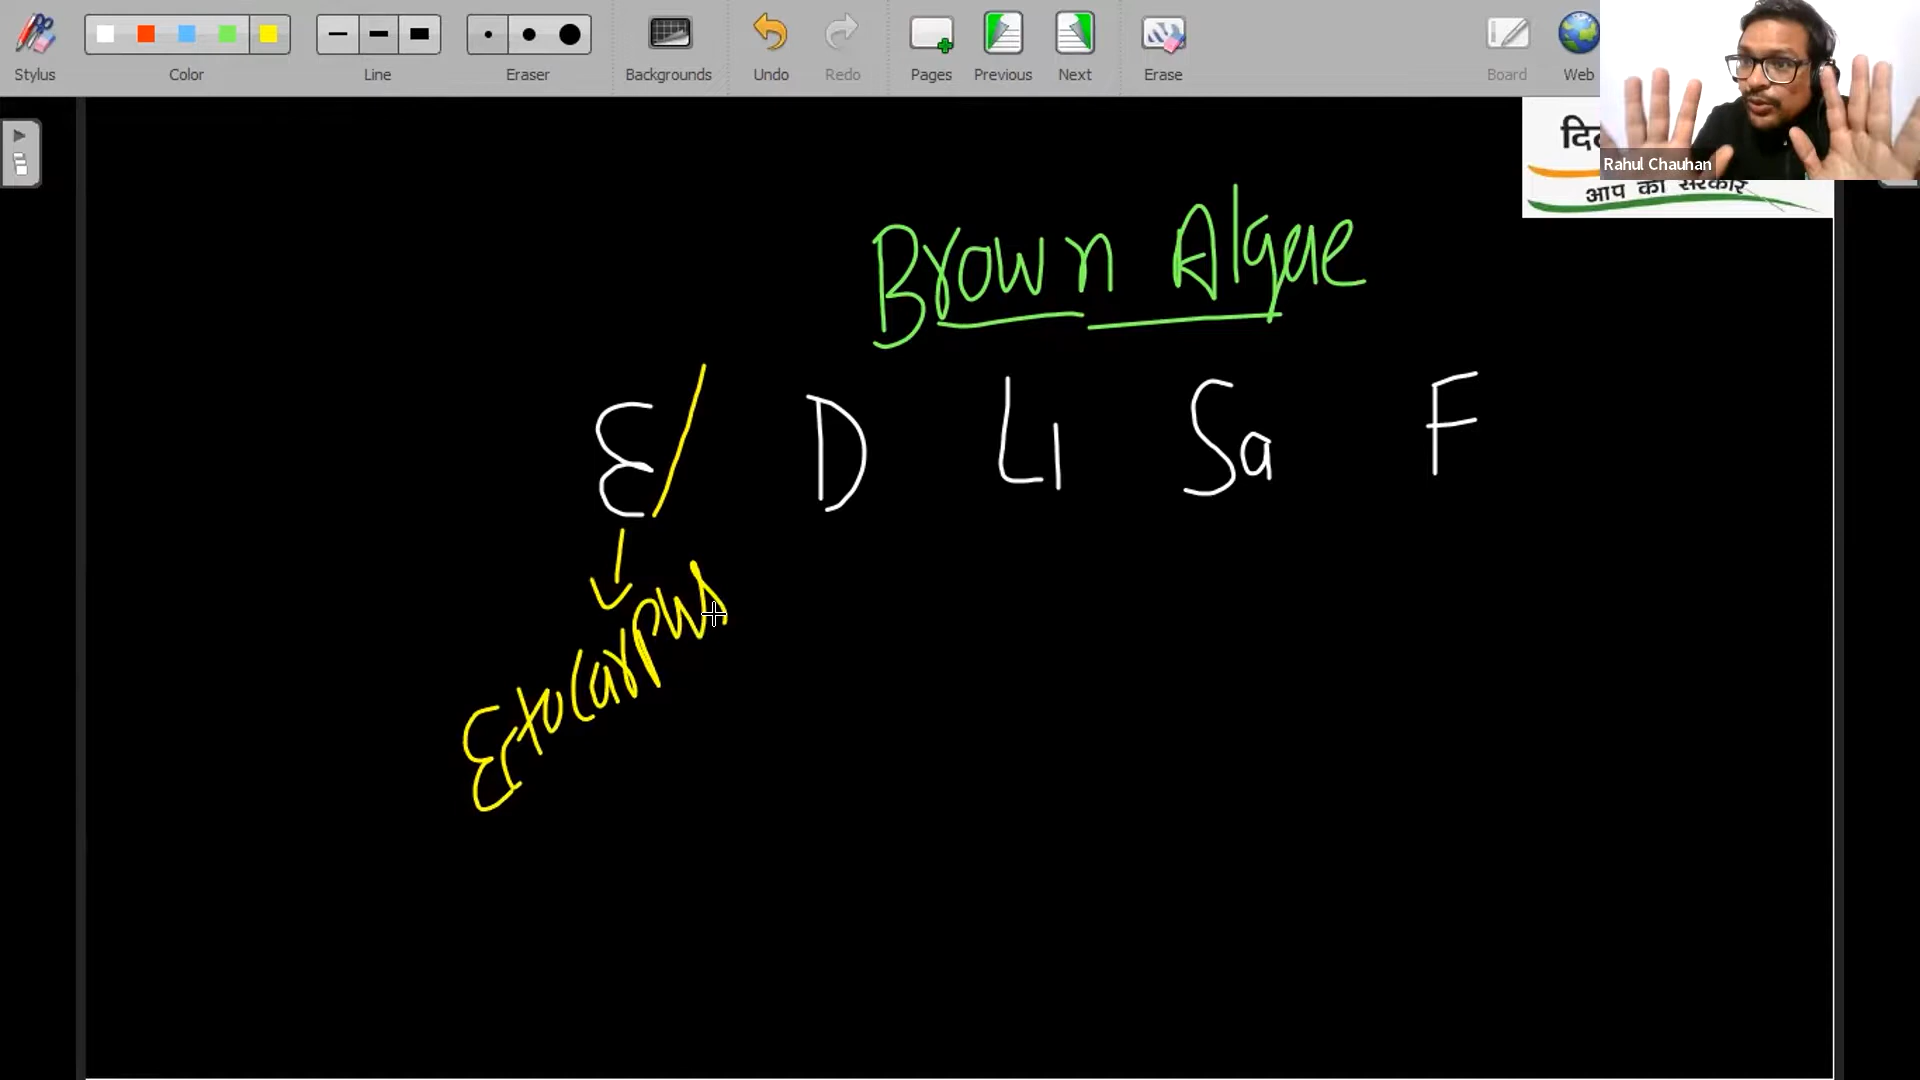 Stylus Color Line Eraser Backgrounds Undo Redo Pages Previous Next Erase Board Web
Rahul Chauhan
आप की सरकार
Brown Algae
E D Li Sa F
Ectocarpus